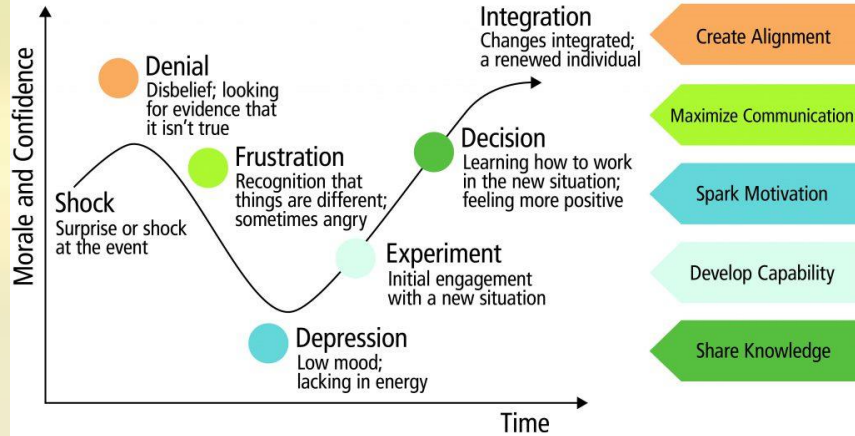 Morale and Confidence
Shock
Surprise or shock
at the event
Denial
Disbelief; looking
for evidence that
it isn't true
Frustration
Recognition that
things are different;
sometimes angry
Depression
Low mood;
lacking in energy
Experiment
Initial engagement
with a new situation
Decision
Learning how to work
in the new situation;
feeling more positive
Integration
Changes integrated;
a renewed individual
Time
Create Alignment
Maximize Communication
Spark Motivation
Develop Capability
Share Knowledge